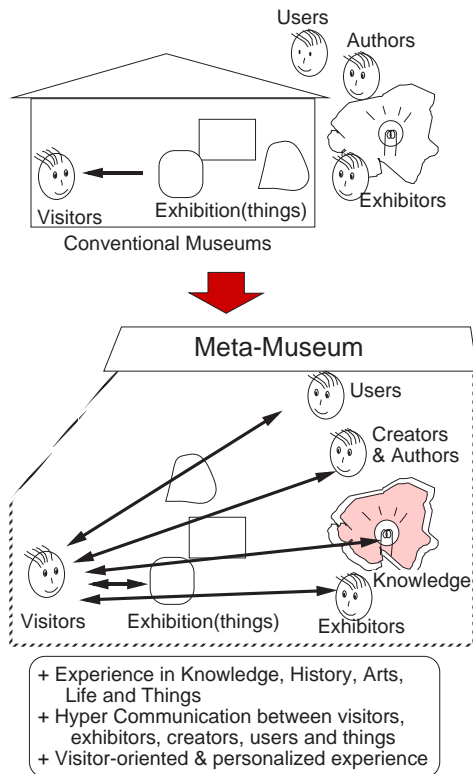 Users
Authors
Exhibitors
Visitors
Exhibition(things)
Conventional Museums
Meta-Museum
Users
Creators
& Authors
Knowledge
Visitors
Exhibition(things)
Exhibitors
+ Experience in Knowledge, History, Arts,
Life and Things
+ Hyper Communication between visitors,
exhibitors, creators, users and things
+ Visitor-oriented & personalized experience